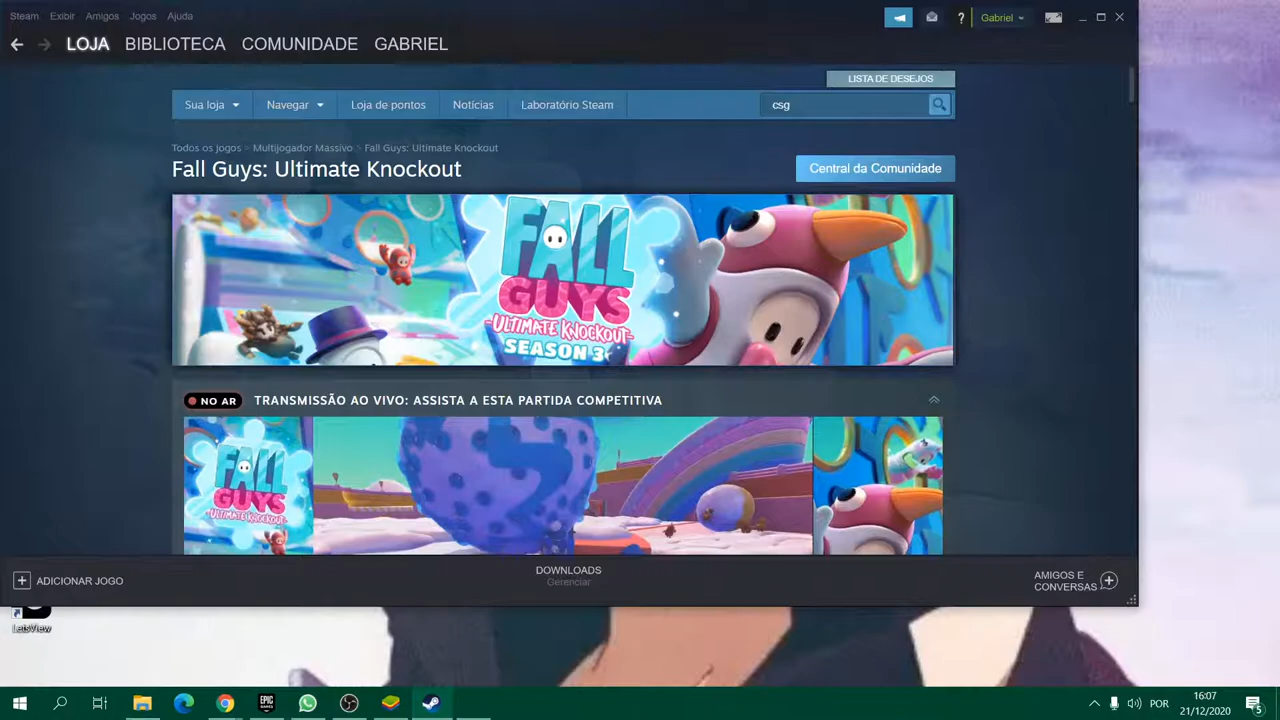 Steam Exibir Amigos Jogos Ajuda
? Gabriel
LOJA BIBLIOTECA COMUNIDADE GABRIEL
LISTA DE DESEJOS
Sua loja Navegar Loja de pontos Notícias Laboratório Steam csg
Todos os jogos > Multijogador Massivo > Fall Guys: Ultimate Knockout
Fall Guys: Ultimate Knockout
Central da Comunidade
FALL
GUYS
-ULTIMATE KNOCKOUT-
SEASON 3
NO AR TRANSMISSÃO AO VIVO: ASSISTA A ESTA PARTIDA COMPETITIVA
FALL
GUYS
ULTIMATE KNOCKOUT
+ ADICIONAR JOGO
DOWNLOADS
Gerenciar
AMIGOS E
CONVERSAS +
LetsView
EPIC
GAMES
POR
16:07
21/12/2020
5